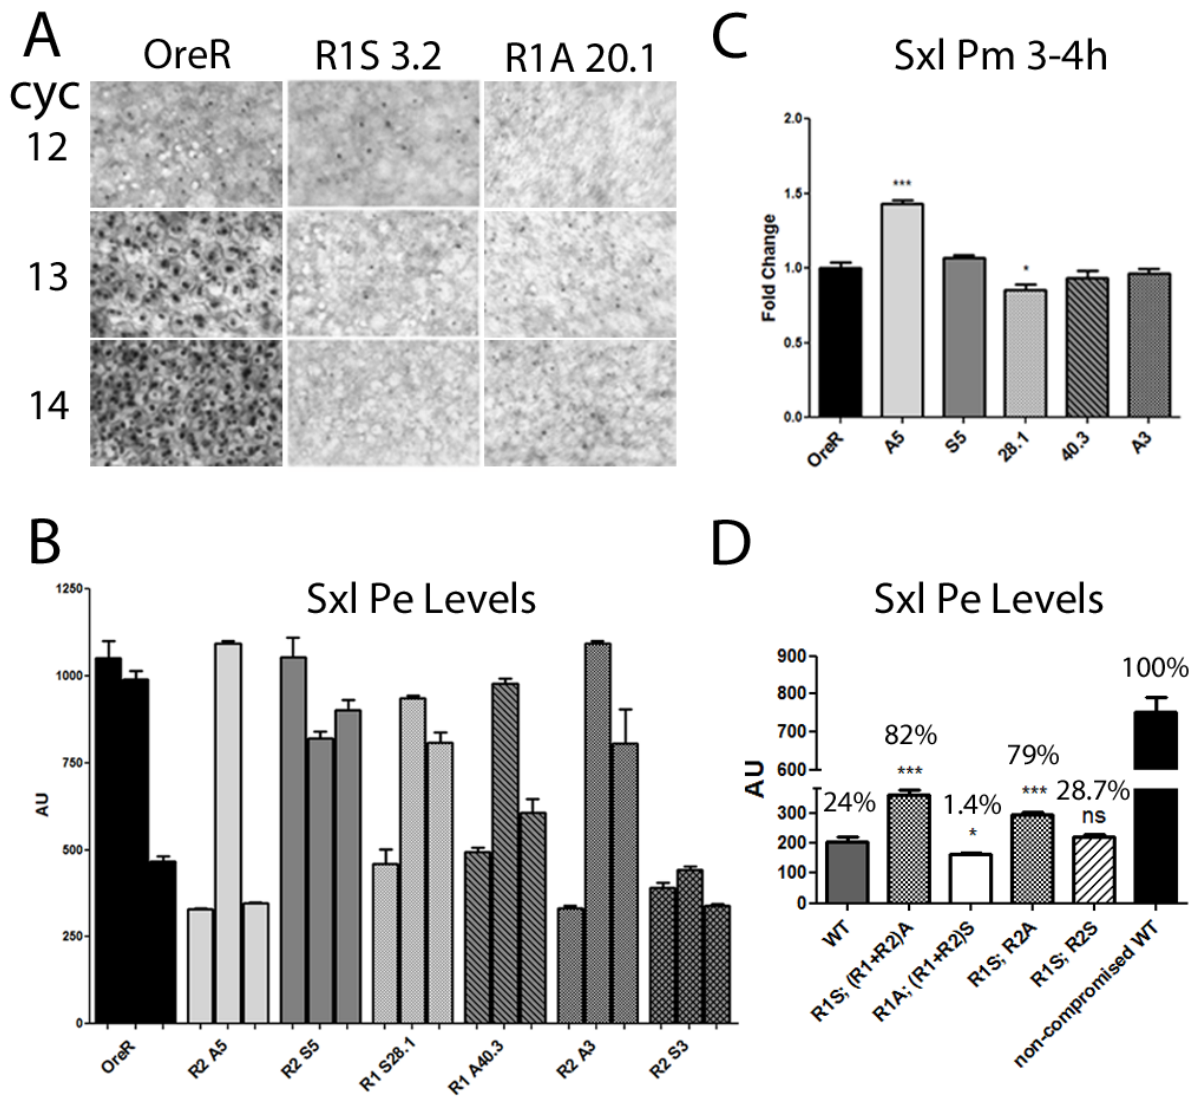 A
OreR
R1S 3.2
R1A 20.1
cyc
12
13
14
C
Sxl Pm 3-4h
2.0
1.5
1.0
0.5
0.0
Fold Change
***
*
OreR
A5
S5
28.1
40.3
A3
B
Sxl Pe Levels
1250
1000
750
500
250
0
AU
OreR
R2 A5
R2 S5
R1 S28.1
R1 A40.3
R2 A3
R2 S3
D
Sxl Pe Levels
900
800
700
600
300
200
100
0
AU
24%
82%
***
1.4%
*
79%
***
28.7%
ns
100%
WT
R1S; (R1+R2)A
R1A; (R1+R2)S
R1S; R2A
R1S; R2S
non-compromised WT